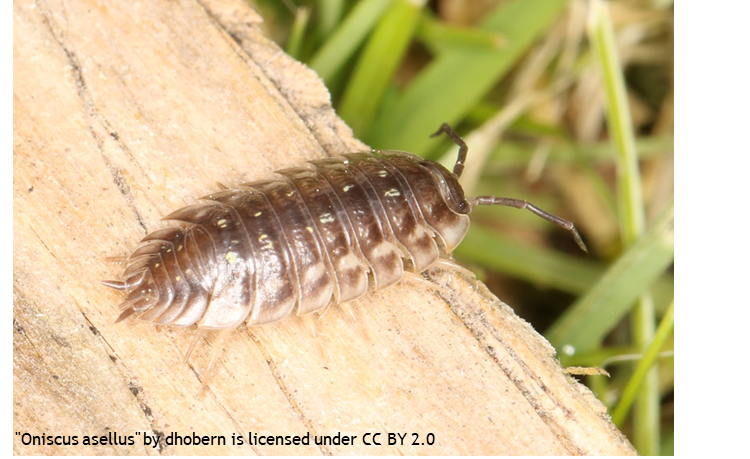 "Oniscus asellus" by dhobern is licensed under CC BY 2.0